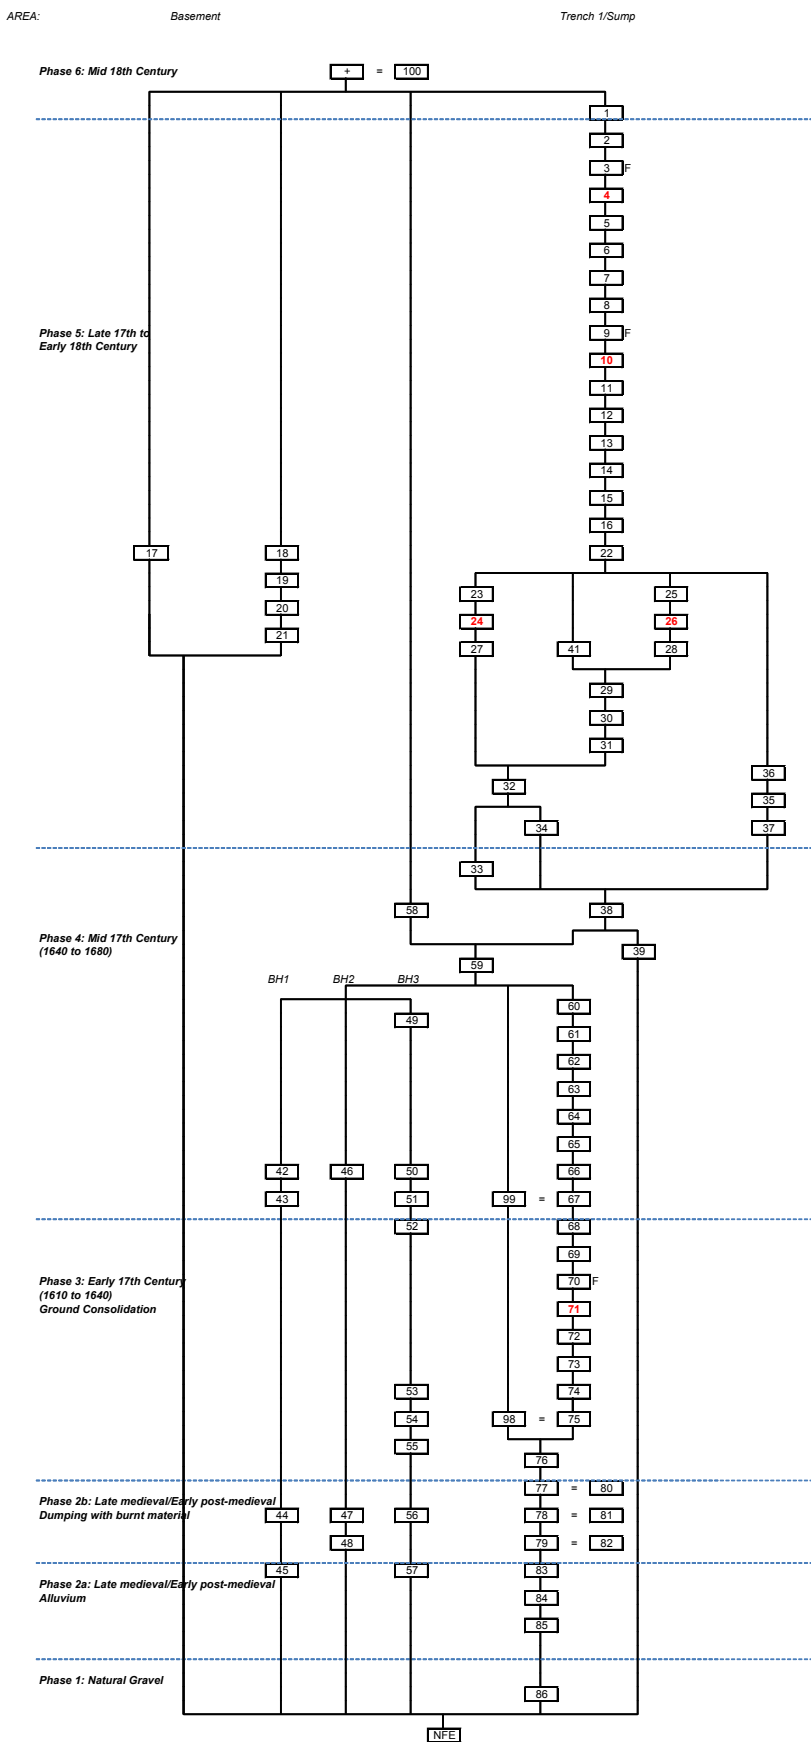 AREA: Basement Trench 1/Sump
Phase 6: Mid 18th Century + = 100
1
2
3 F
4
5
6
7
8
Phase 5: Late 17th to 9 F
Early 18th Century
10
11
12
13
14
15
16
17 18 22
19 23 25
20 24 26
21 27 41 28
29
30
31
36
32
35
34 37
33
58 38
Phase 4: Mid 17th Century
(1640 to 1680) 39
59
BH1 BH2 BH3
60
49
61
62
63
64
65
42 46 50 66
43 51 99 = 67
52 68
69
Phase 3: Early 17th Century 70 F
(1610 to 1640)
Ground Consolidation 71
72
73
53 74
54 98 = 75
55
76
77 = 80
Phase 2b: Late medieval/Early post-medieval
Dumping with burnt material 44 47 56 78 = 81
48 79 = 82
45 57 83
Phase 2a: Late medieval/Early post-medieval
Alluvium 84
85
Phase 1: Natural Gravel
86
NFE